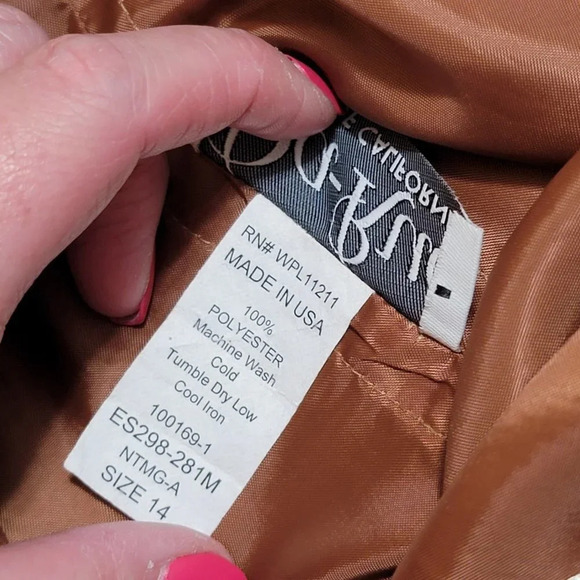 CALIFORN
RN# WPL11211
MADE IN USA
100%
POLYESTER
Machine Wash
Cold
Tumble Dry Low
Cool Iron
100169-1
ES298-281M
NTMG-A
SIZE 14